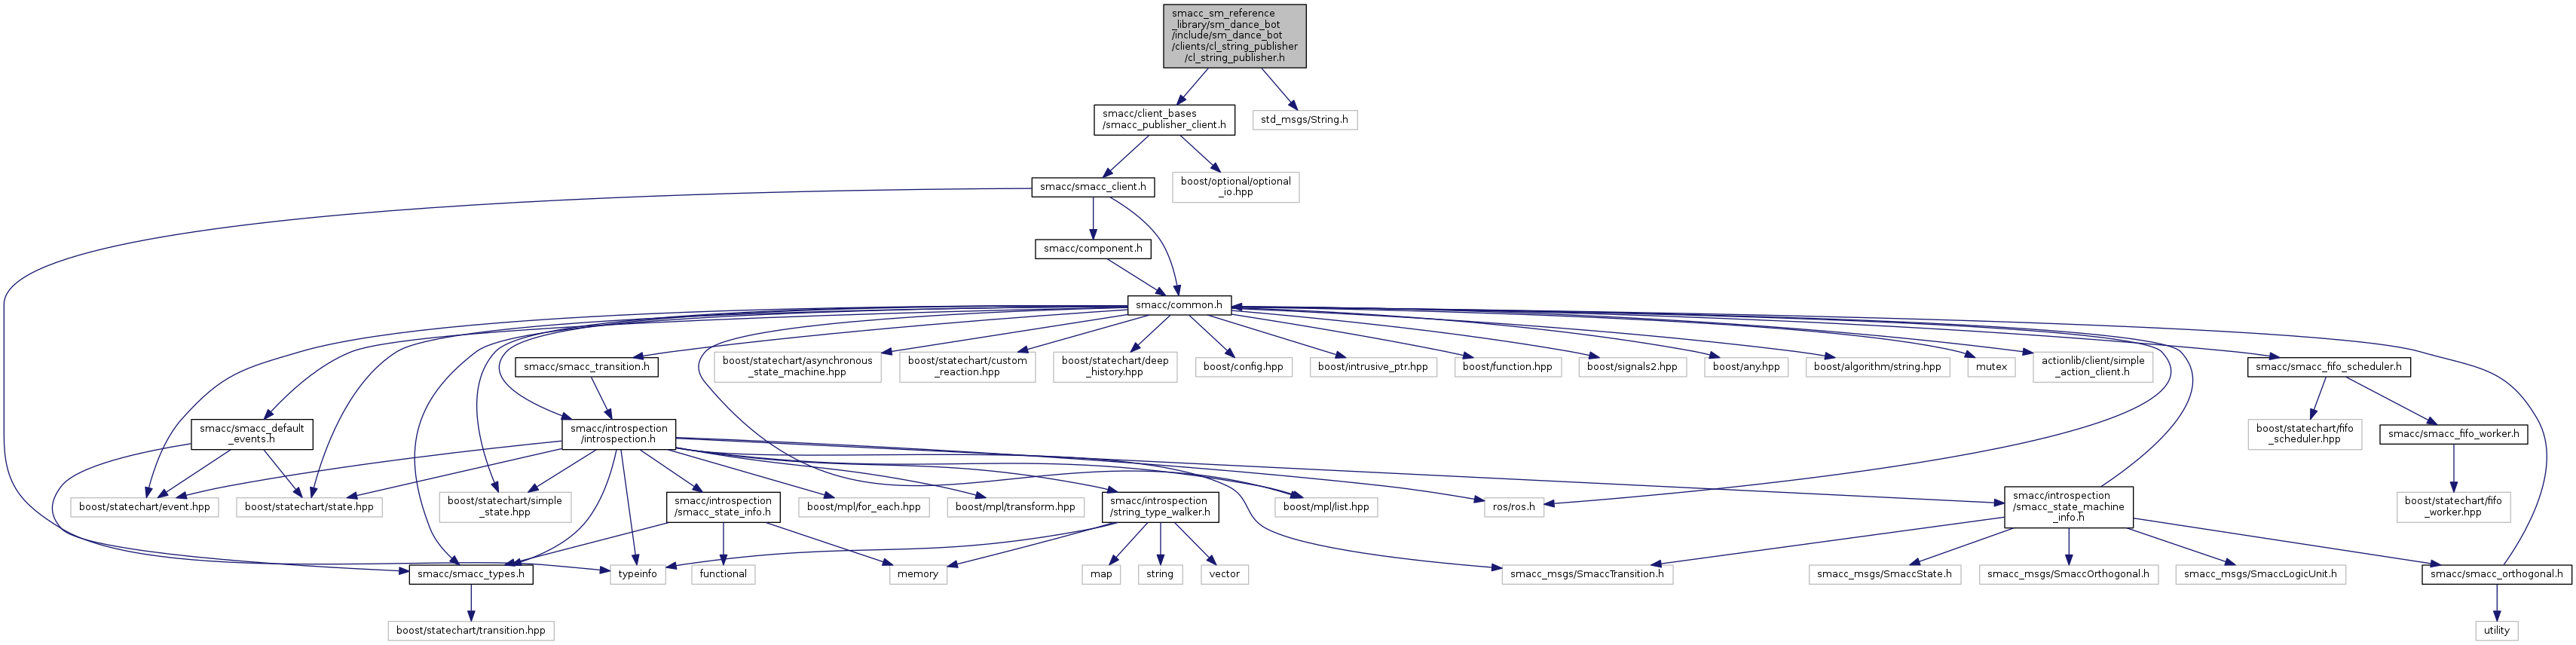 smacc_sm_reference
_library/sm_dance_bot
/include/sm_dance_bot
/clients/cl_string_publisher
/cl_string_publisher.h
smacc/client_bases
/smacc_publisher_client.h
std_msgs/String.h
smacc/smacc_client.h
boost/optional/optional
_io.hpp
smacc/component.h
smacc/common.h
smacc/smacc_transition.h
boost/statechart/asynchronous
_state_machine.hpp
boost/statechart/custom
_reaction.hpp
boost/statechart/deep
_history.hpp
boost/config.hpp
boost/intrusive_ptr.hpp
boost/function.hpp
boost/signals2.hpp
boost/any.hpp
boost/algorithm/string.hpp
mutex
actionlib/client/simple
_action_client.h
smacc/smacc_fifo_scheduler.h
smacc/smacc_default
_events.h
smacc/introspection
/introspection.h
boost/statechart/fifo
_scheduler.hpp
smacc/smacc_fifo_worker.h
boost/statechart/event.hpp
boost/statechart/state.hpp
boost/statechart/simple
_state.hpp
smacc/introspection
/smacc_state_info.h
boost/mpl/for_each.hpp
boost/mpl/transform.hpp
smacc/introspection
/string_type_walker.h
boost/mpl/list.hpp
ros/ros.h
smacc/introspection
/smacc_state_machine
_info.h
boost/statechart/fifo
_worker.hpp
smacc/smacc_types.h
typeinfo
functional
memory
map
string
vector
smacc_msgs/SmaccTransition.h
smacc_msgs/SmaccState.h
smacc_msgs/SmaccOrthogonal.h
smacc_msgs/SmaccLogicUnit.h
smacc/smacc_orthogonal.h
boost/statechart/transition.hpp
utility